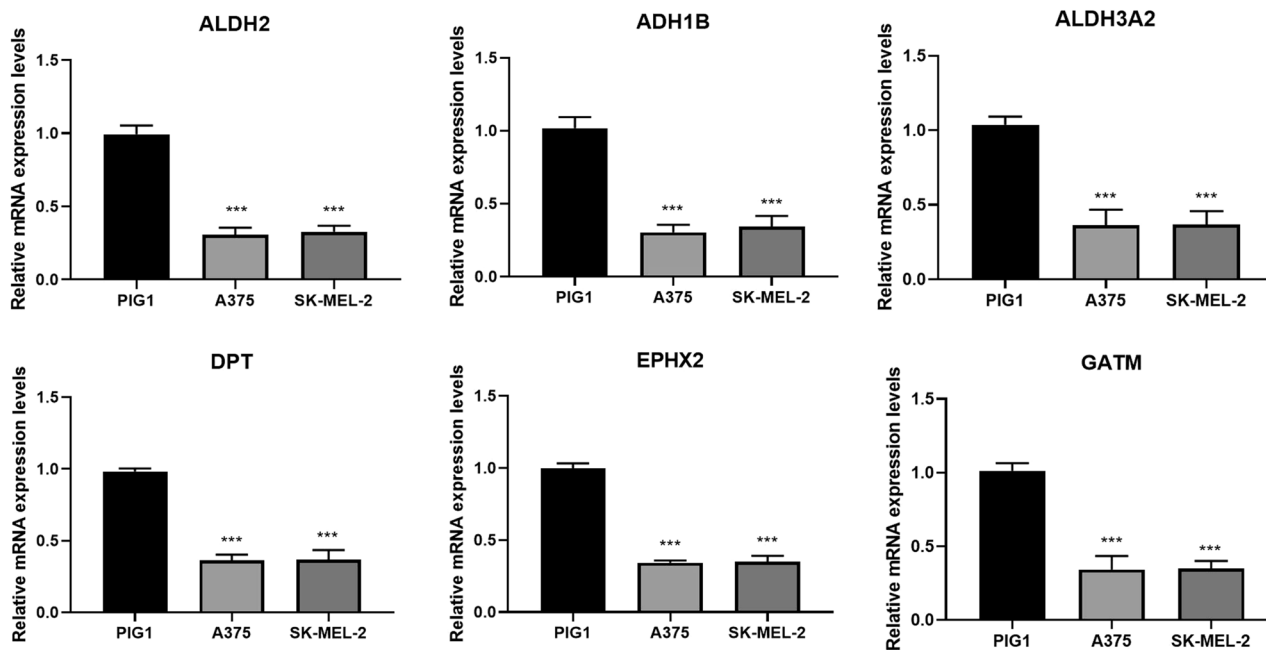 ALDH2
Relative mRNA expression levels
1.5
1.0
0.5
0.0
***
***
PIG1 A375 SK-MEL-2
ADH1B
Relative mRNA expression levels
1.5
1.0
0.5
0.0
***
***
PIG1 A375 SK-MEL-2
ALDH3A2
Relative mRNA expression levels
1.5
1.0
0.5
0.0
***
***
PIG1 A375 SK-MEL-2
DPT
Relative mRNA expression levels
1.5
1.0
0.5
0.0
***
***
PIG1 A375 SK-MEL-2
EPHX2
Relative mRNA expression levels
1.5
1.0
0.5
0.0
***
***
PIG1 A375 SK-MEL-2
GATM
Relative mRNA expression levels
1.5
1.0
0.5
0.0
***
***
PIG1 A375 SK-MEL-2